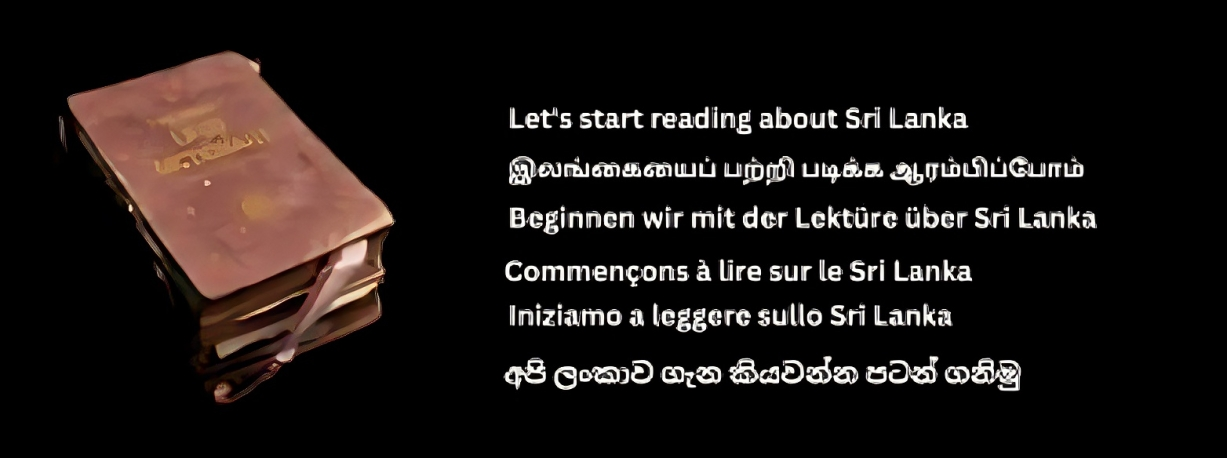 Let's start reading about Sri Lanka
இலங்கையைப் பற்றி படிக்க ஆரம்பிப்போம்
Beginnen wir mit der Lektüre über Sri Lanka
Commençons à lire sur le Sri Lanka
Iniziamo a leggere sullo Sri Lanka
අපි ලංකාව ගැන කියවන්න පටන් ගනිමු